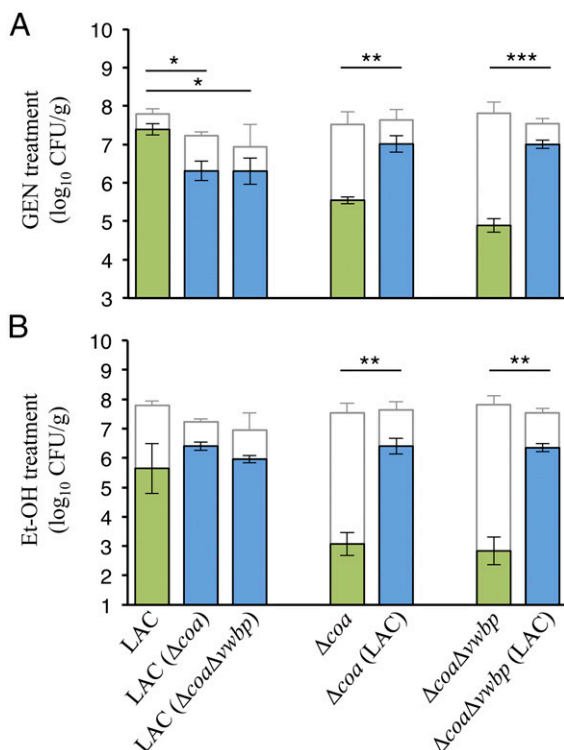 A
GEN treatment
(log10 CFU/g)
10
9
8
7
6
5
4
3
*
*
**
***
B
Et-OH treatment
(log10 CFU/g)
10
9
8
7
6
5
4
3
2
1
**
**
LAC
LAC (Δcoa)
LAC (ΔcoaΔvwbp)
Δcoa
Δcoa (LAC)
ΔcoaΔvwbp
ΔcoaΔvwbp (LAC)